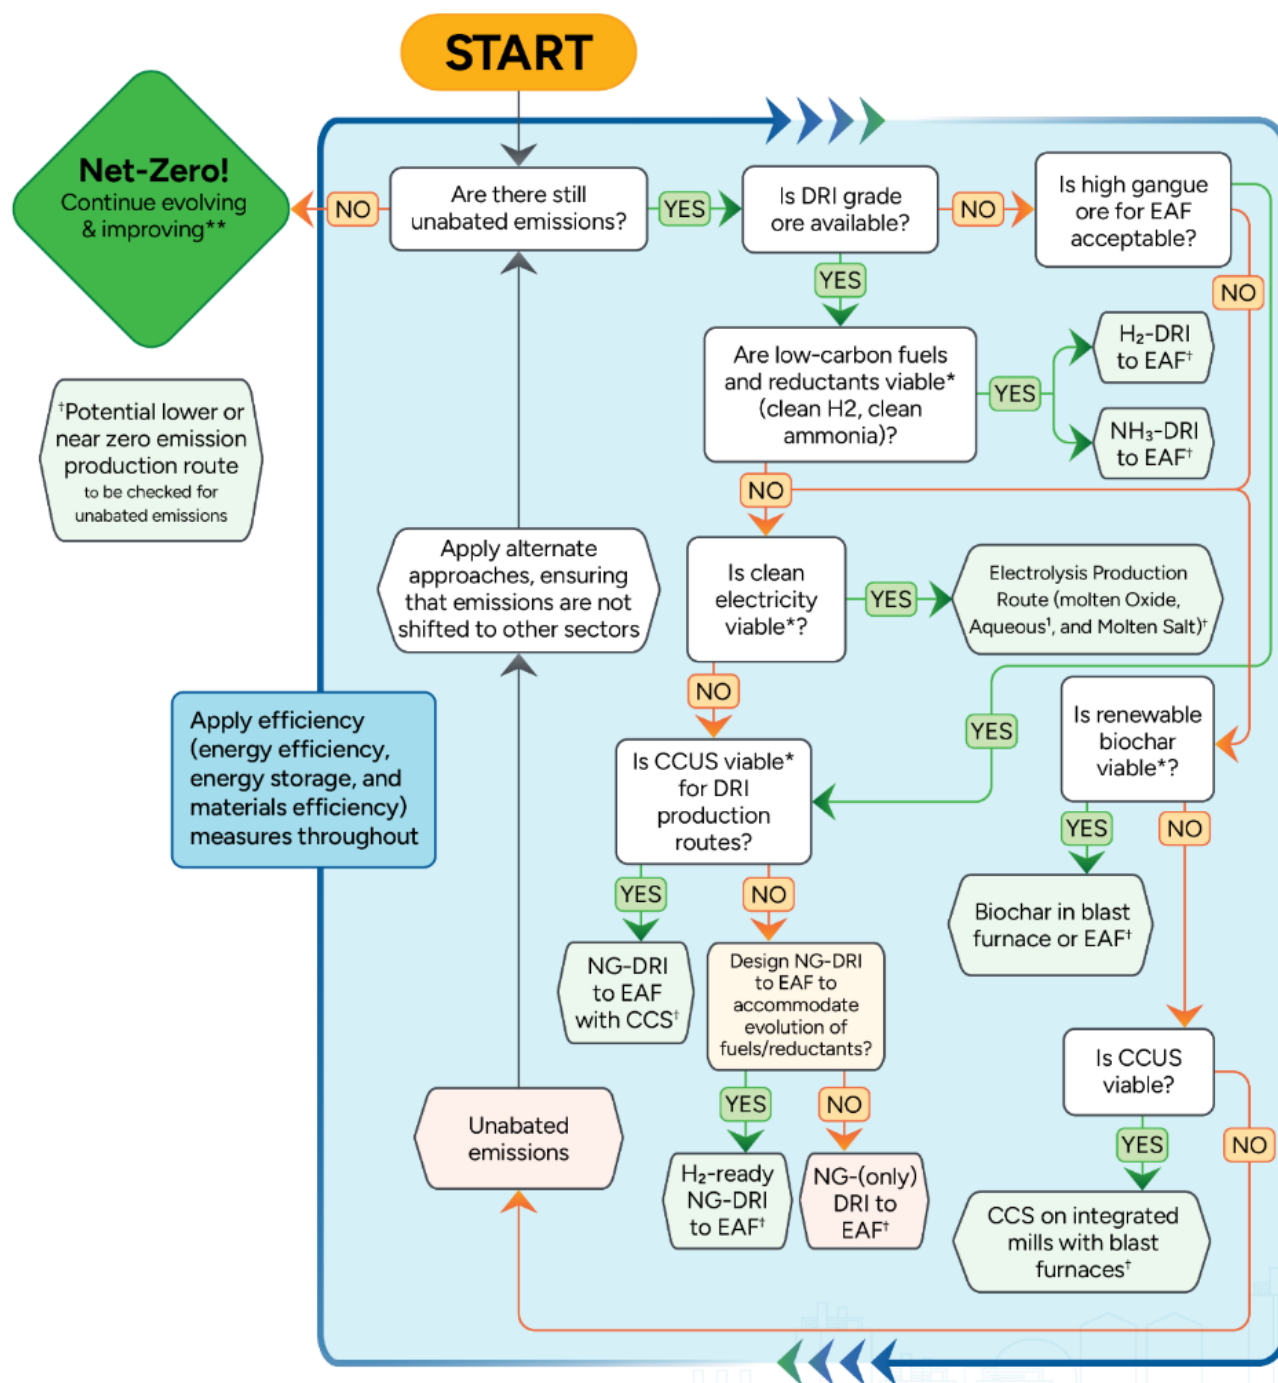 START
Net-Zero!
Continue evolving
& improving**
NO
Are there still
unabated emissions?
YES
Is DRI grade
ore available?
NO
Is high gangue
ore for EAF
acceptable?
NO
YES
Are low-carbon fuels
and reductants viable*
(clean H2, clean
ammonia)?
YES
H₂-DRI
to EAF†
NH₃-DRI
to EAF†
NO
†Potential lower or
near zero emission
production route
to be checked for
unabated emissions
Apply alternate
approaches, ensuring
that emissions are not
shifted to other sectors
Is clean
electricity
viable*?
YES
Electrolysis Production
Route (molten Oxide,
Aqueous¹, and Molten Salt)†
NO
YES
Is renewable
biochar
viable*?
Apply efficiency
(energy efficiency,
energy storage, and
materials efficiency)
measures throughout
Is CCUS viable*
for DRI
production
routes?
YES
NO
YES
NO
Biochar in blast
furnace or EAF†
NG-DRI
to EAF
with CCS†
Design NG-DRI
to EAF to
accommodate
evolution of
fuels/reductants?
Is CCUS
viable?
YES
NO
YES
NO
Unabated
emissions
H₂-ready
NG-DRI
to EAF†
NG-(only)
DRI to
EAF†
CCS on integrated
mills with blast
furnaces†